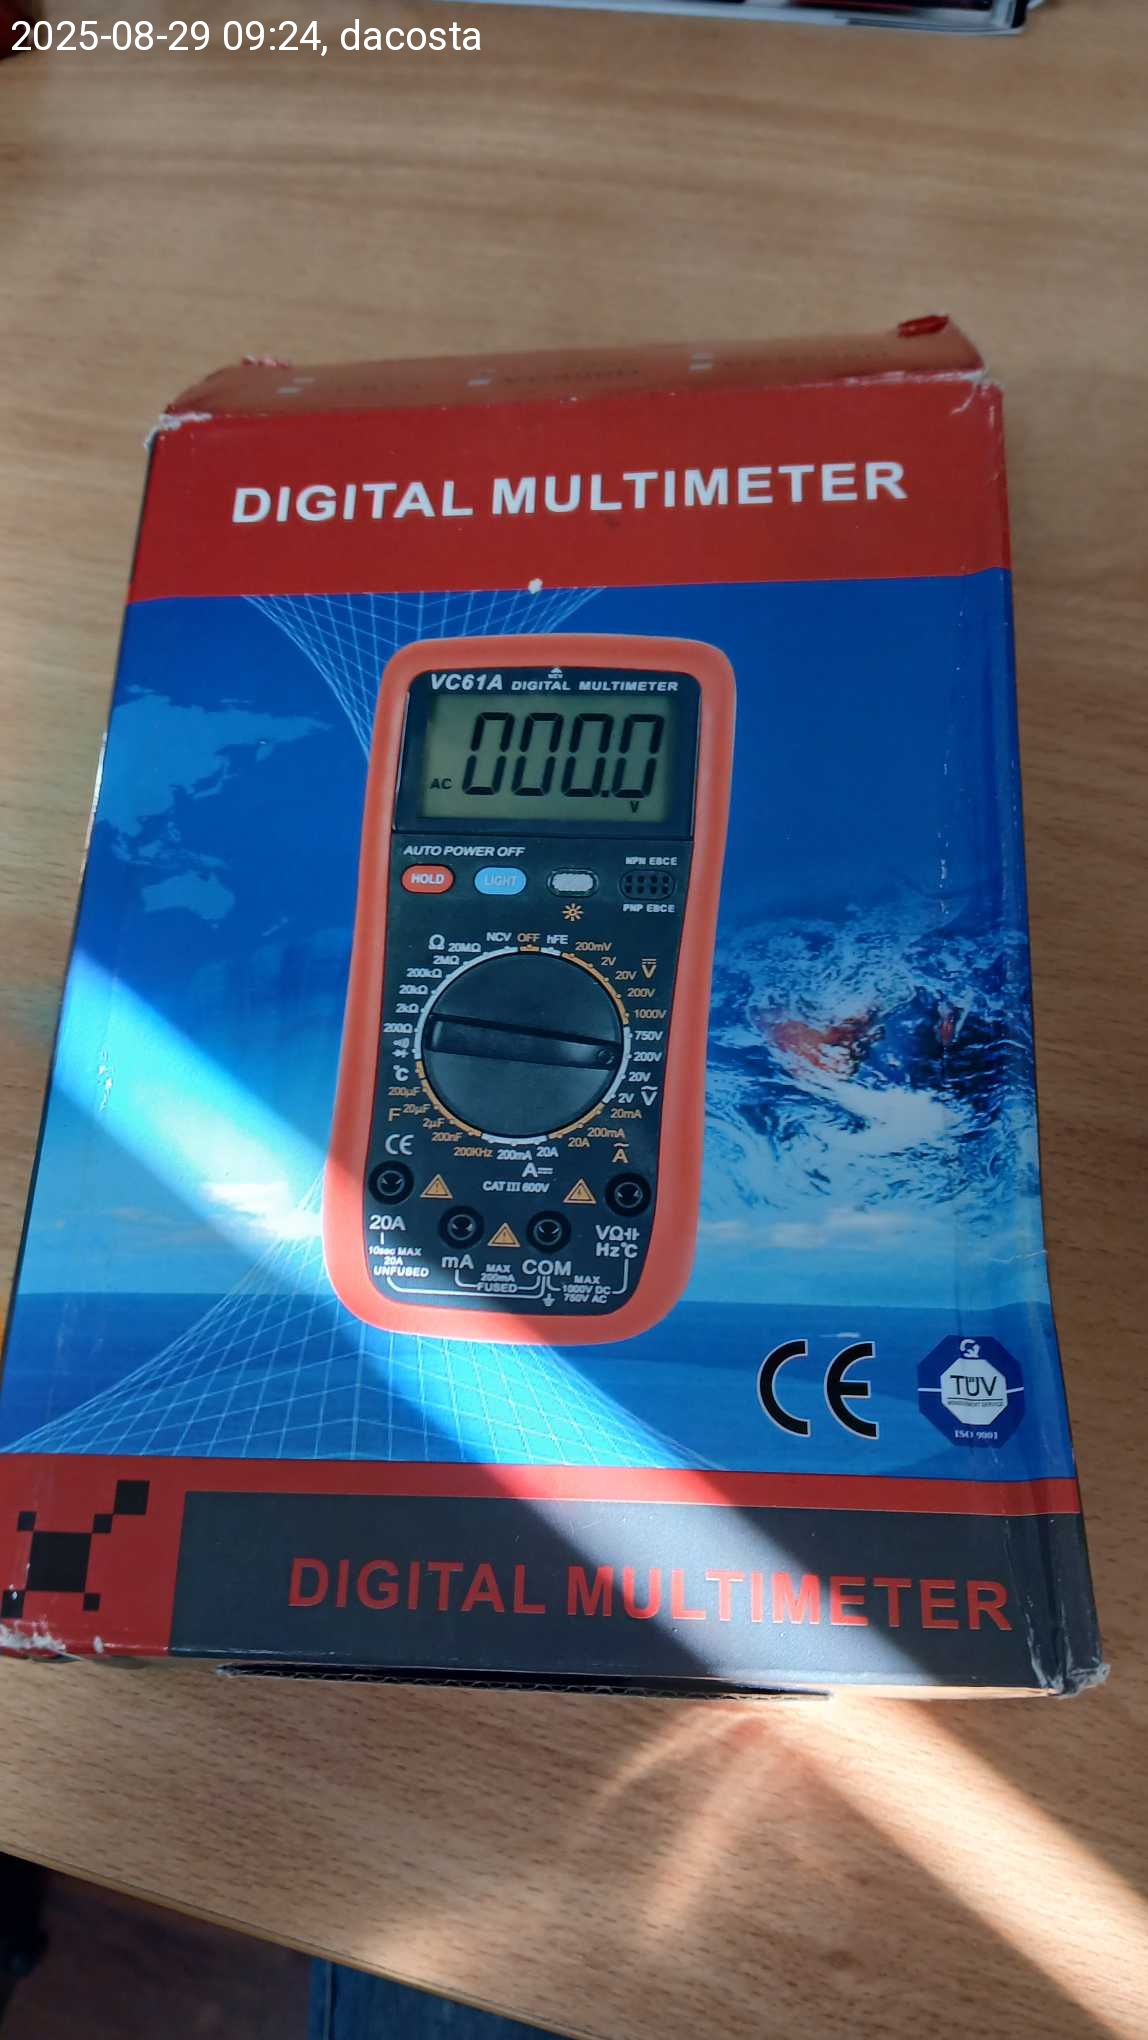 2025-08-29 09:24, dacosta
DIGITAL MULTIMETER
NCV
VC61A DIGITAL MULTIMETER
AC 000.0 V
AUTO POWER OFF
HOLD
LIGHT
NPN EBCE
PNP EBCE
NCV OFF hFE
Ω 20MΩ
2MΩ
200kΩ
20kΩ
2kΩ
200Ω
℃
200µF
F 20µF
2µF
200nF
200KHz
200mV
2V
20V V
200V
1000V
750V
200V
20V
2V V
20mA
200mA
20A A
200mA 20A
A
CE
CAT III 600V
20A
10sec MAX
20A
UNFUSED
mA
MAX
200mA
FUSED
COM
VΩ
Hz℃
MAX
1000V DC
750V AC
CE
TÜV
MANAGEMENT SERVICE
ISO 9001
DIGITAL MULTIMETER